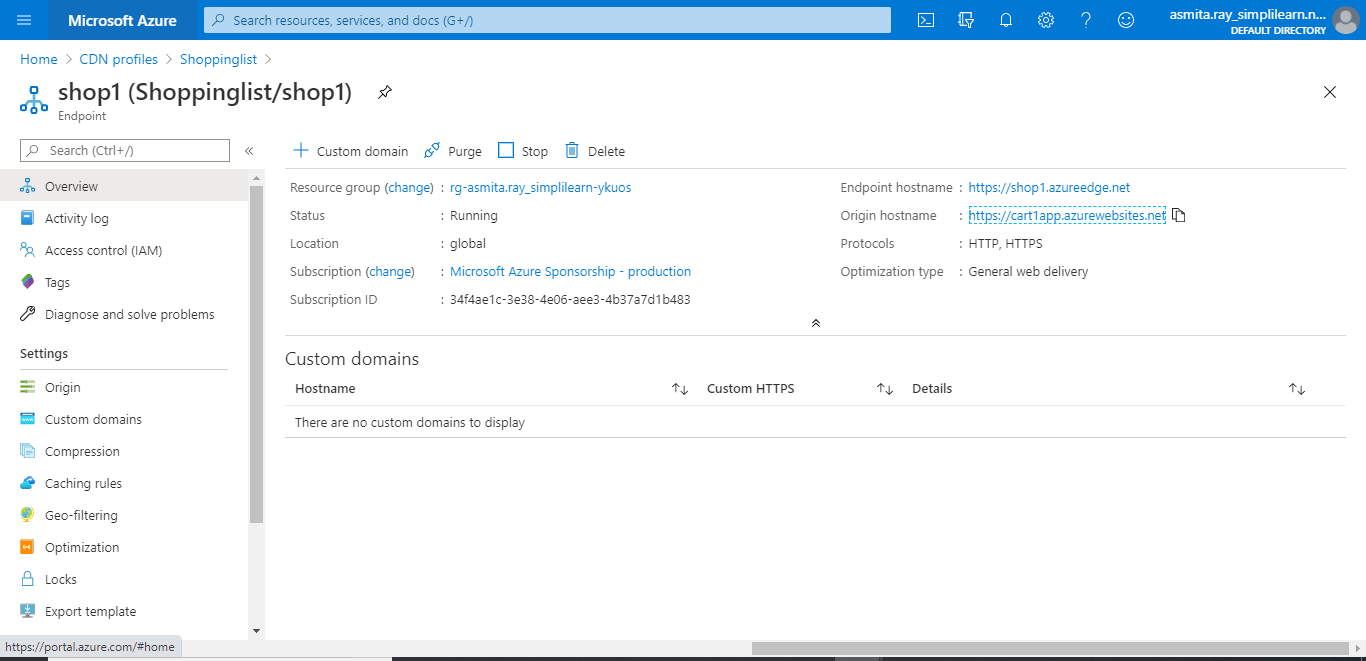 Microsoft Azure
Search resources, services, and docs (G+/)
asmita.ray_simplilearn.n...
DEFAULT DIRECTORY
Home > CDN profiles > Shoppinglist >
shop1 (Shoppinglist/shop1)
Endpoint
Search (Ctrl+/)
«
Overview
Activity log
Access control (IAM)
Tags
Diagnose and solve problems
Settings
Origin
Custom domains
Compression
Caching rules
Geo-filtering
Optimization
Locks
Export template
https://portal.azure.com/#home
Custom domain Purge Stop Delete
Resource group (change) : rg-asmita.ray_simplilearn-ykuos
Status : Running
Location : global
Subscription (change) : Microsoft Azure Sponsorship - production
Subscription ID : 34f4ae1c-3e38-4e06-aee3-4b37a7d1b483
Endpoint hostname : https://shop1.azureedge.net
Origin hostname : https://cart1app.azurewebsites.net
Protocols : HTTP, HTTPS
Optimization type : General web delivery
Custom domains
Hostname Custom HTTPS Details
There are no custom domains to display